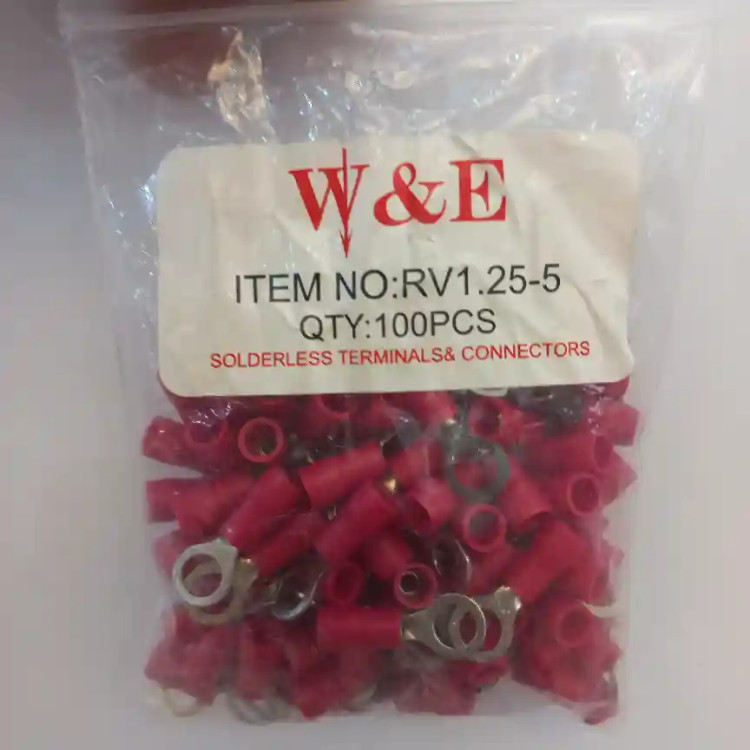 W&E
ITEM NO:RV1.25-5
QTY:100PCS
SOLDERLESS TERMINALS& CONNECTORS